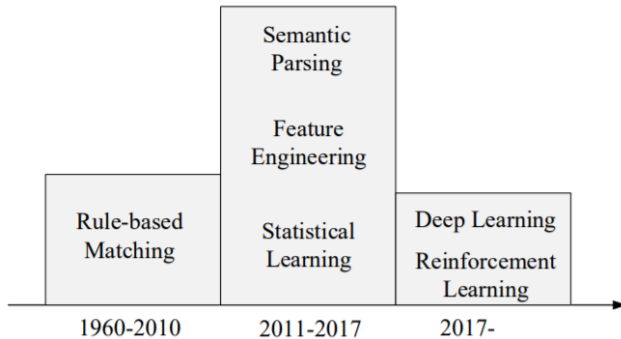 Semantic
Parsing
Feature
Engineering
Statistical
Learning
Rule-based
Matching
Deep Learning
Reinforcement
Learning
1960-2010
2011-2017
2017-